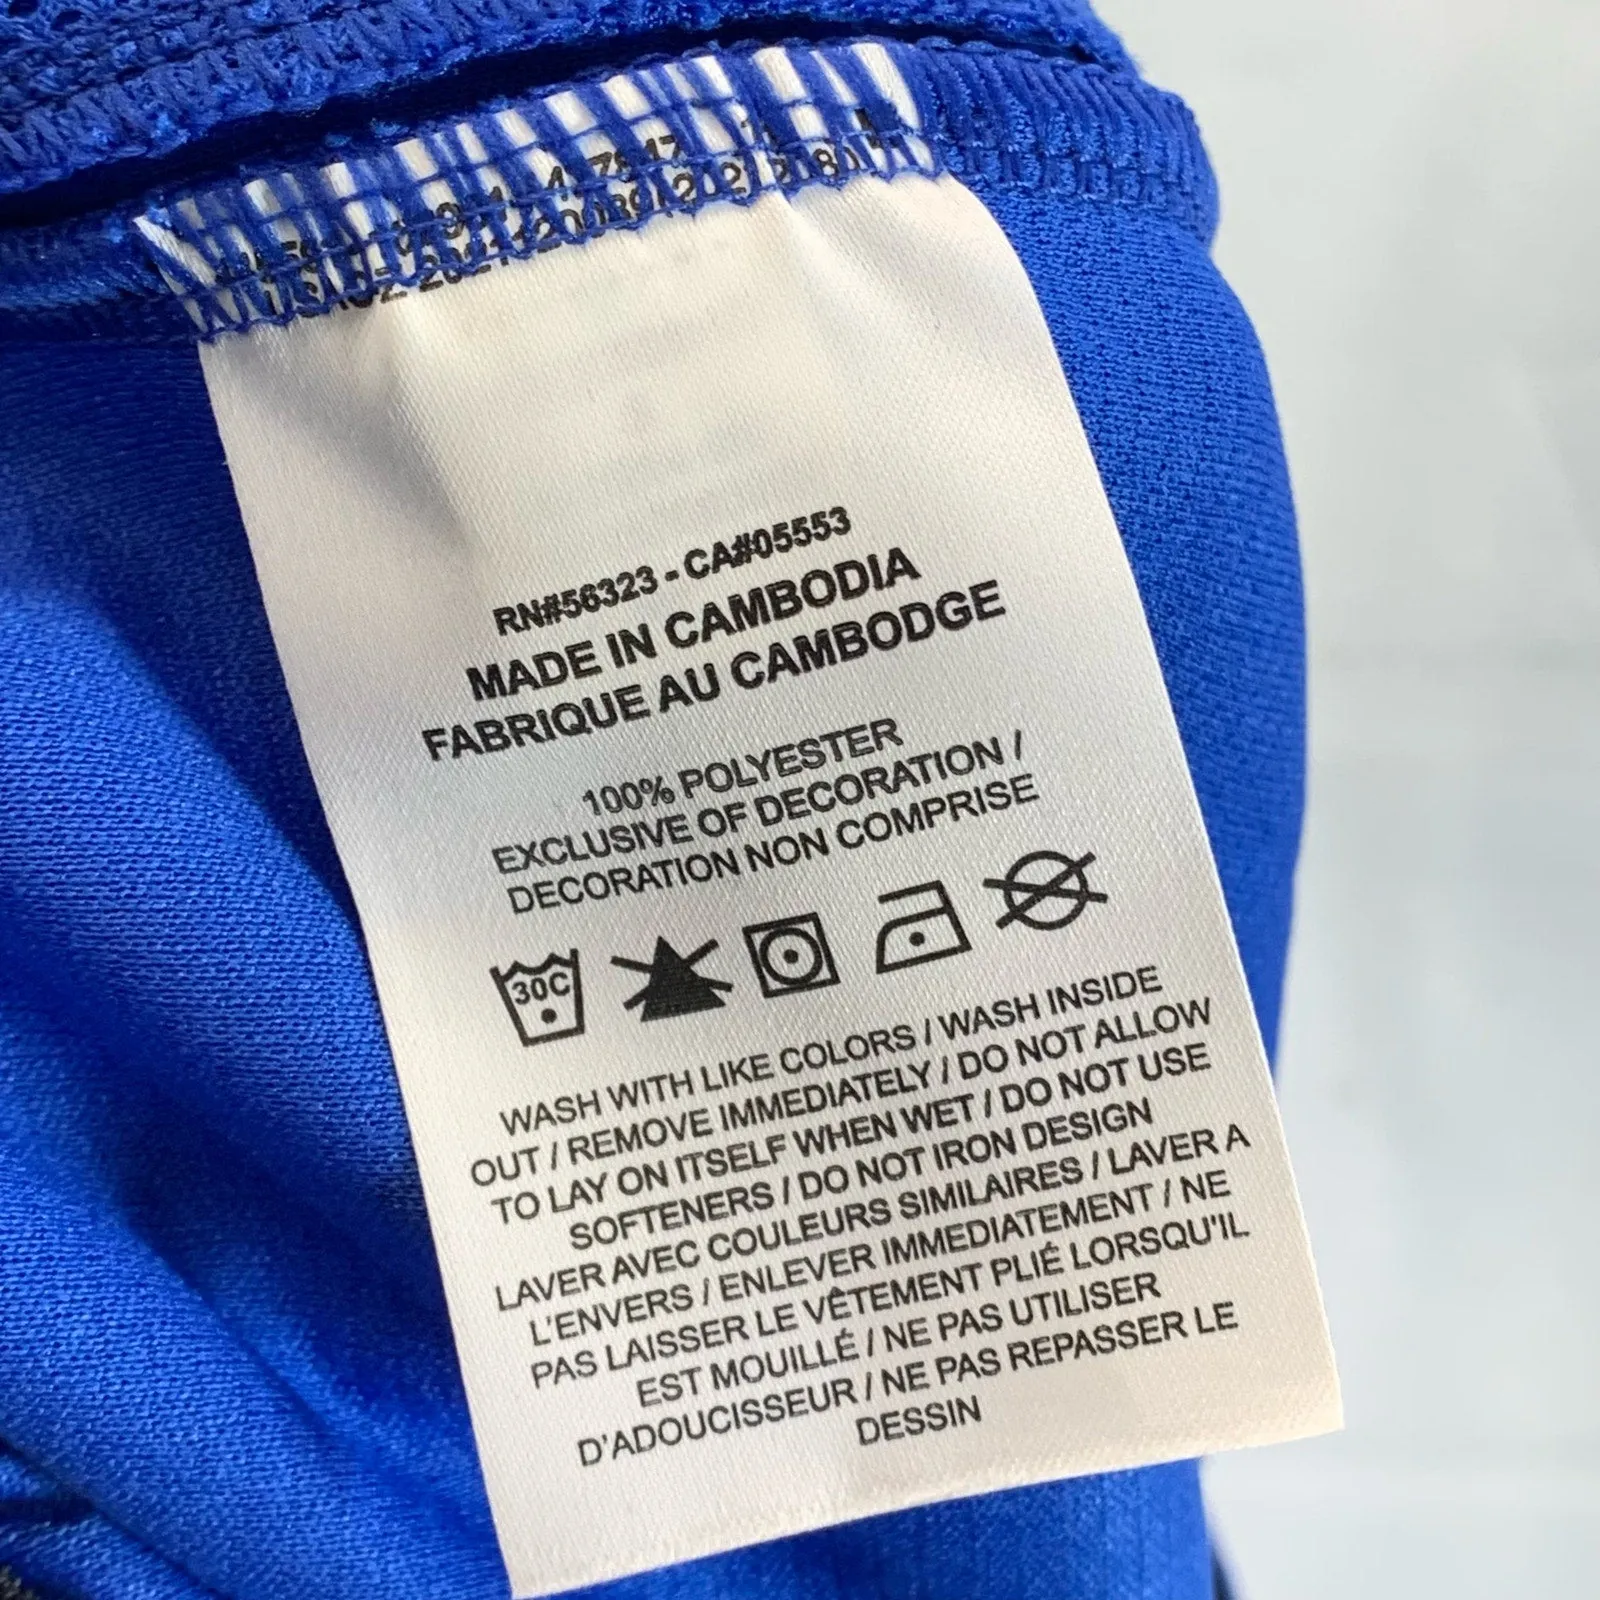 RN#56323 - CA#05553
MADE IN CAMBODIA
FABRIQUE AU CAMBODGE
100% POLYESTER
EXCLUSIVE OF DECORATION /
DECORATION NON COMPRISE
30C
WASH WITH LIKE COLORS / WASH INSIDE
OUT / REMOVE IMMEDIATELY / DO NOT ALLOW
TO LAY ON ITSELF WHEN WET / DO NOT USE
SOFTENERS / DO NOT IRON DESIGN
LAVER AVEC COULEURS SIMILAIRES / LAVER A
L'ENVERS / ENLEVER IMMEDIATEMENT / NE
PAS LAISSER LE VÊTEMENT PLIÉ LORSQU'IL
EST MOUILLÉ / NE PAS UTILISER
D'ADOUCISSEUR / NE PAS REPASSER LE
DESSIN